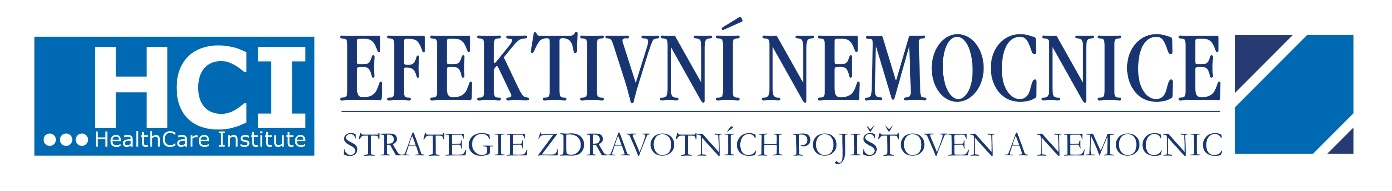 HCI
HealthCare Institute
EFEKTIVNÍ NEMOCNICE
STRATEGIE ZDRAVOTNÍCH POJIŠŤOVEN A NEMOCNIC